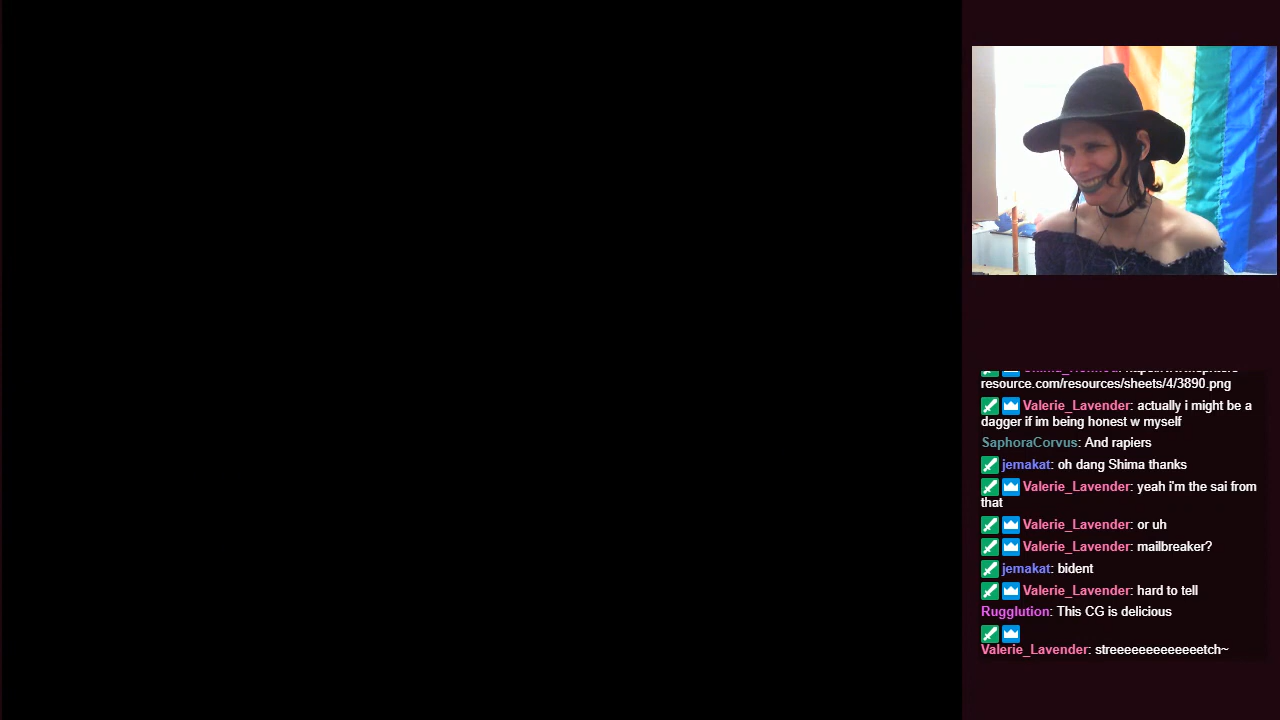 resource.com/resources/sheets/4/3890.png
Valerie_Lavender: actually i might be a
dagger if im being honest w myself
SaphoraCorvus: And rapiers
jemakat: oh dang Shima thanks
Valerie_Lavender: yeah i'm the sai from
that
Valerie_Lavender: or uh
Valerie_Lavender: mailbreaker?
jemakat: bident
Valerie_Lavender: hard to tell
Rugglution: This CG is delicious
Valerie_Lavender: streeeeeeeeeeeeetch~